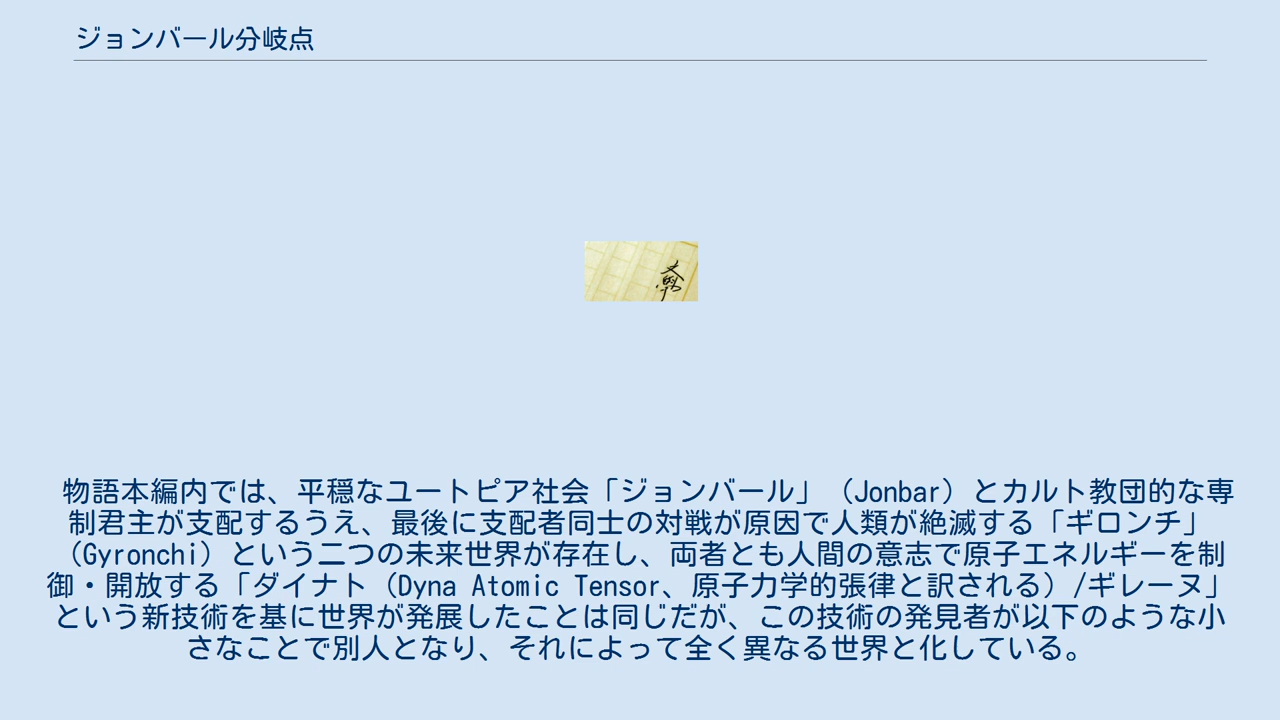 ジョンバール分岐点
物語本編内では、平穏なユートピア社会「ジョンバール」（Jonbar）とカルト教団的な専
制君主が支配するうえ、最後に支配者同士の対戦が原因で人類が絶滅する「ギロンチ」
（Gyronchi）という二つの未来世界が存在し、両者とも人間の意志で原子エネルギーを制
御・開放する「ダイナト（Dyna Atomic Tensor、原子力学的張律と訳される）/ギレーヌ」
という新技術を基に世界が発展したことは同じだが、この技術の発見者が以下のような小
さなことで別人となり、それによって全く異なる世界と化している。